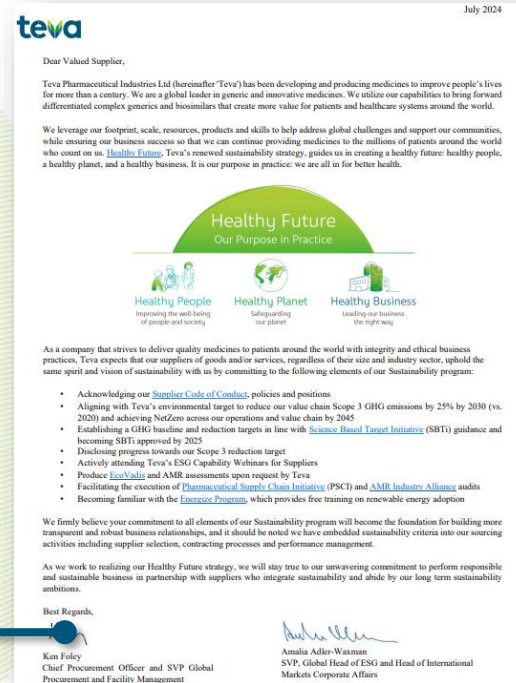 July 2024
teva
Dear Valued Supplier,
Teva Pharmaceutical Industries Ltd (hereinafter 'Teva') has been developing and producing medicines to improve people's lives
for more than a century. We are a global leader in generic and innovative medicines. We utilize our capabilities to bring forward
differentiated complex generics and biosimilars that create more value for patients and healthcare systems around the world.
We leverage our footprint, scale, resources, products and skills to help address global challenges and support our communities,
while ensuring our business success so that we can continue providing medicines to the millions of patients around the world
who count on us. Healthy Future, Teva's renewed sustainability strategy, guides us in creating a healthy future: healthy people,
a healthy planet, and a healthy business. It is our purpose in practice: we are all in for better health.
Healthy Future
Our Purpose in Practice
Healthy People
Improving the well-being
of people and society
Healthy Planet
Safeguarding
our planet
Healthy Business
Leading our business
the right way
As a company that strives to deliver quality medicines to patients around the world with integrity and ethical business
practices, Teva expects that our suppliers of goods and/or services, regardless of their size and industry sector, uphold the
same spirit and vision of sustainability with us by committing to the following elements of our Sustainability program:
• Acknowledging our Supplier Code of Conduct, policies and positions
• Aligning with Teva's environmental target to reduce our value chain Scope 3 GHG emissions by 25% by 2030 (vs.
2020) and achieving NetZero across our operations and value chain by 2045
• Establishing a GHG baseline and reduction targets in line with Science Based Target Initiative (SBTi) guidance and
becoming SBTi approved by 2025
• Disclosing progress towards our Scope 3 reduction target
• Actively attending Teva's ESG Capability Webinars for Suppliers
• Produce EcoVadis and AMR assessments upon request by Teva
• Facilitating the execution of Pharmaceutical Supply Chain Initiative (PSCI) and AMR Industry Alliance audits
• Becoming familiar with the Energize Program, which provides free training on renewable energy adoption
We firmly believe your commitment to all elements of our Sustainability program will become the foundation for building more
transparent and robust business relationships, and it should be noted we have embedded sustainability criteria into our sourcing
activities including supplier selection, contracting processes and performance management.
As we work to realizing our Healthy Future strategy, we will stay true to our unwavering commitment to perform responsible
and sustainable business in partnership with suppliers who integrate sustainability and abide by our long term sustainability
ambitions.
Best Regards,
Ken Foley
Chief Procurement Officer and SVP Global
Procurement and Facility Management
Amalia Adler-Waxman
SVP, Global Head of ESG and Head of International
Markets Corporate Affairs